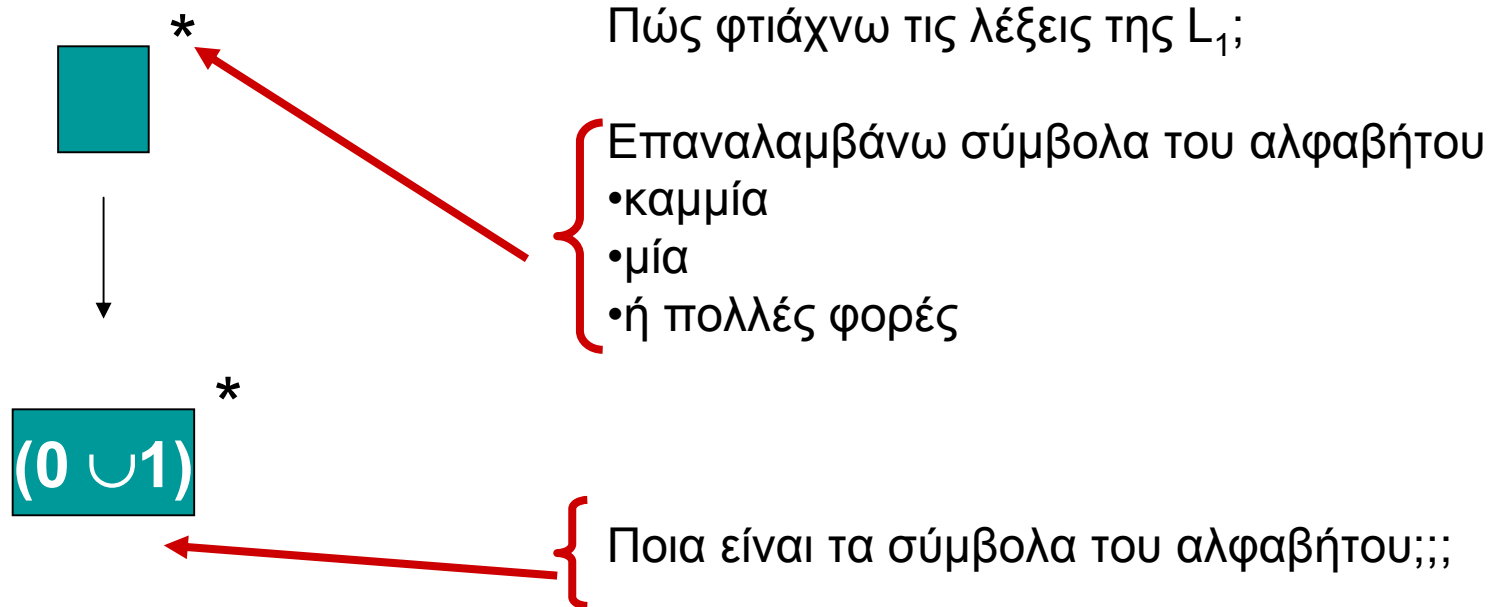 *
Πώς φτιάχνω τις λέξεις της L₁;
Επαναλαμβάνω σύμβολα του αλφαβήτου
•καμμία
•μία
•ή πολλές φορές
*
(0 ∪1)
Ποια είναι τα σύμβολα του αλφαβήτου;;;